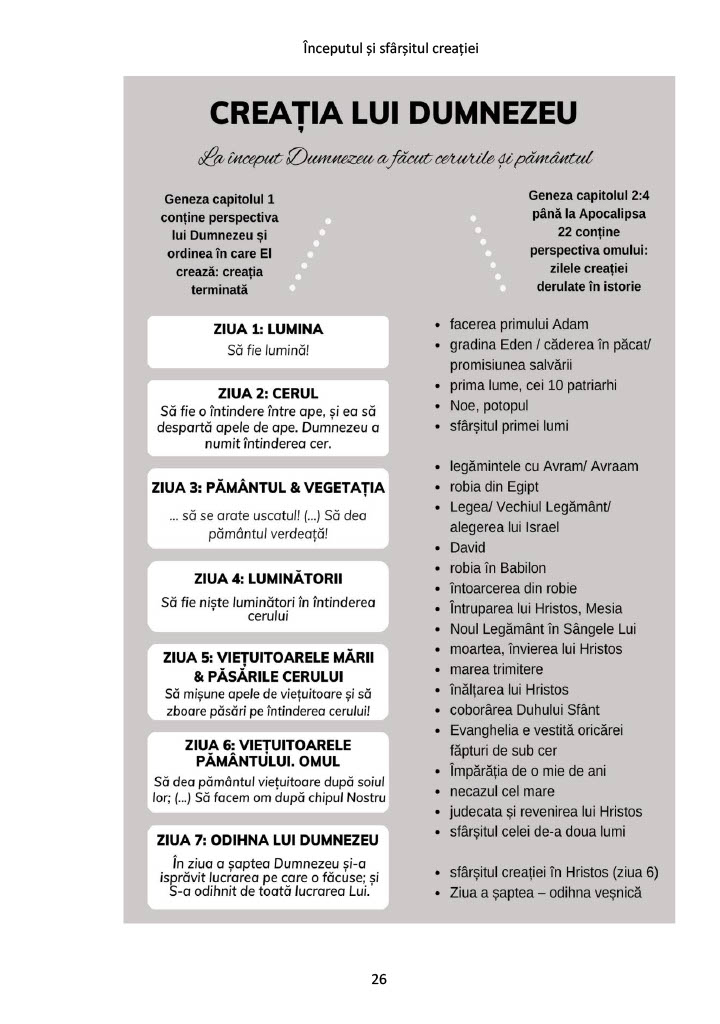 Începutul și sfârșitul creației
CREAȚIA LUI DUMNEZEU
La început Dumnezeu a făcut cerurile și pământul
Geneza capitolul 1
conține perspectiva
lui Dumnezeu și
ordinea în care El
crează: creația
terminată
Geneza capitolul 2:4
până la Apocalipsa
22 conține
perspectiva omului:
zilele creației
derulate în istorie
ZIUA 1: LUMINA
Să fie lumină!
ZIUA 2: CERUL
Să fie o întindere între ape, și ea să
despartă apele de ape. Dumnezeu a
numit întinderea cer.
ZIUA 3: PĂMÂNTUL & VEGETAȚIA
... să se arate uscatul! (...) Să dea
pământul verdeață!
ZIUA 4: LUMINĂTORII
Să fie niște luminători în întinderea
cerului
ZIUA 5: VIEȚUITOARELE MĂRII
& PĂSĂRILE CERULUI
Să mișune apele de viețuitoare și să
zboare păsări pe întinderea cerului!
ZIUA 6: VIEȚUITOARELE
PĂMÂNTULUI. OMUL
Să dea pământul viețuitoare după soiul
lor; (...) Să facem om după chipul Nostru
ZIUA 7: ODIHNA LUI DUMNEZEU
În ziua a șaptea Dumnezeu și-a
isprăvit lucrarea pe care o făcuse; și
S-a odihnit de toată lucrarea Lui.
• facerea primului Adam
• gradina Eden / căderea în păcat/
promisiunea salvării
• prima lume, cei 10 patriarhi
• Noe, potopul
• sfârșitul primei lumi
• legămintele cu Avram/ Avraam
• robia din Egipt
• Legea/ Vechiul Legământ/
alegerea lui Israel
• David
• robia în Babilon
• întoarcerea din robie
• Întruparea lui Hristos, Mesia
• Noul Legământ în Sângele Lui
• moartea, învierea lui Hristos
• marea trimitere
• înălțarea lui Hristos
• coborârea Duhului Sfânt
• Evanghelia e vestită oricărei
făpturi de sub cer
• Împărăția de o mie de ani
• necazul cel mare
• judecata și revenirea lui Hristos
• sfârșitul celei de-a doua lumi
• sfârșitul creației în Hristos (ziua 6)
• Ziua a șaptea – odihna veșnică
26